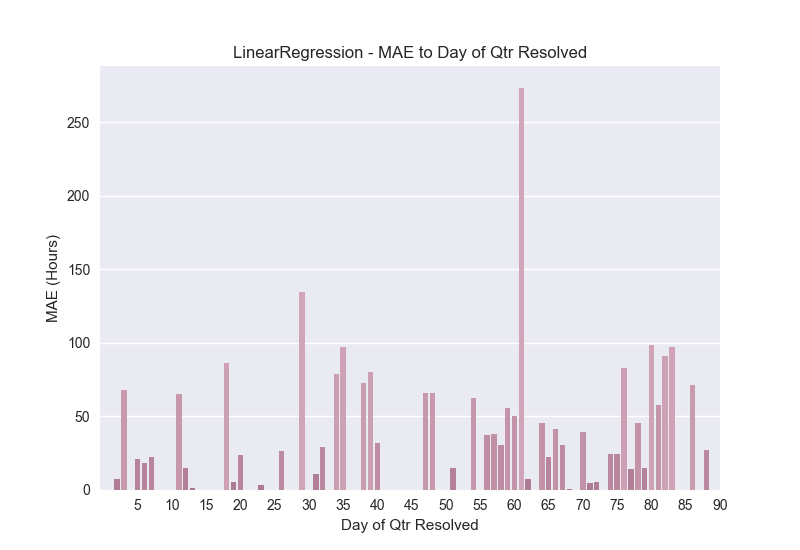 LinearRegression - MAE to Day of Qtr Resolved
MAE (Hours)
250
200
150
100
50
0
5 10 15 20 25 30 35 40 45 50 55 60 65 70 75 80 85 90
Day of Qtr Resolved